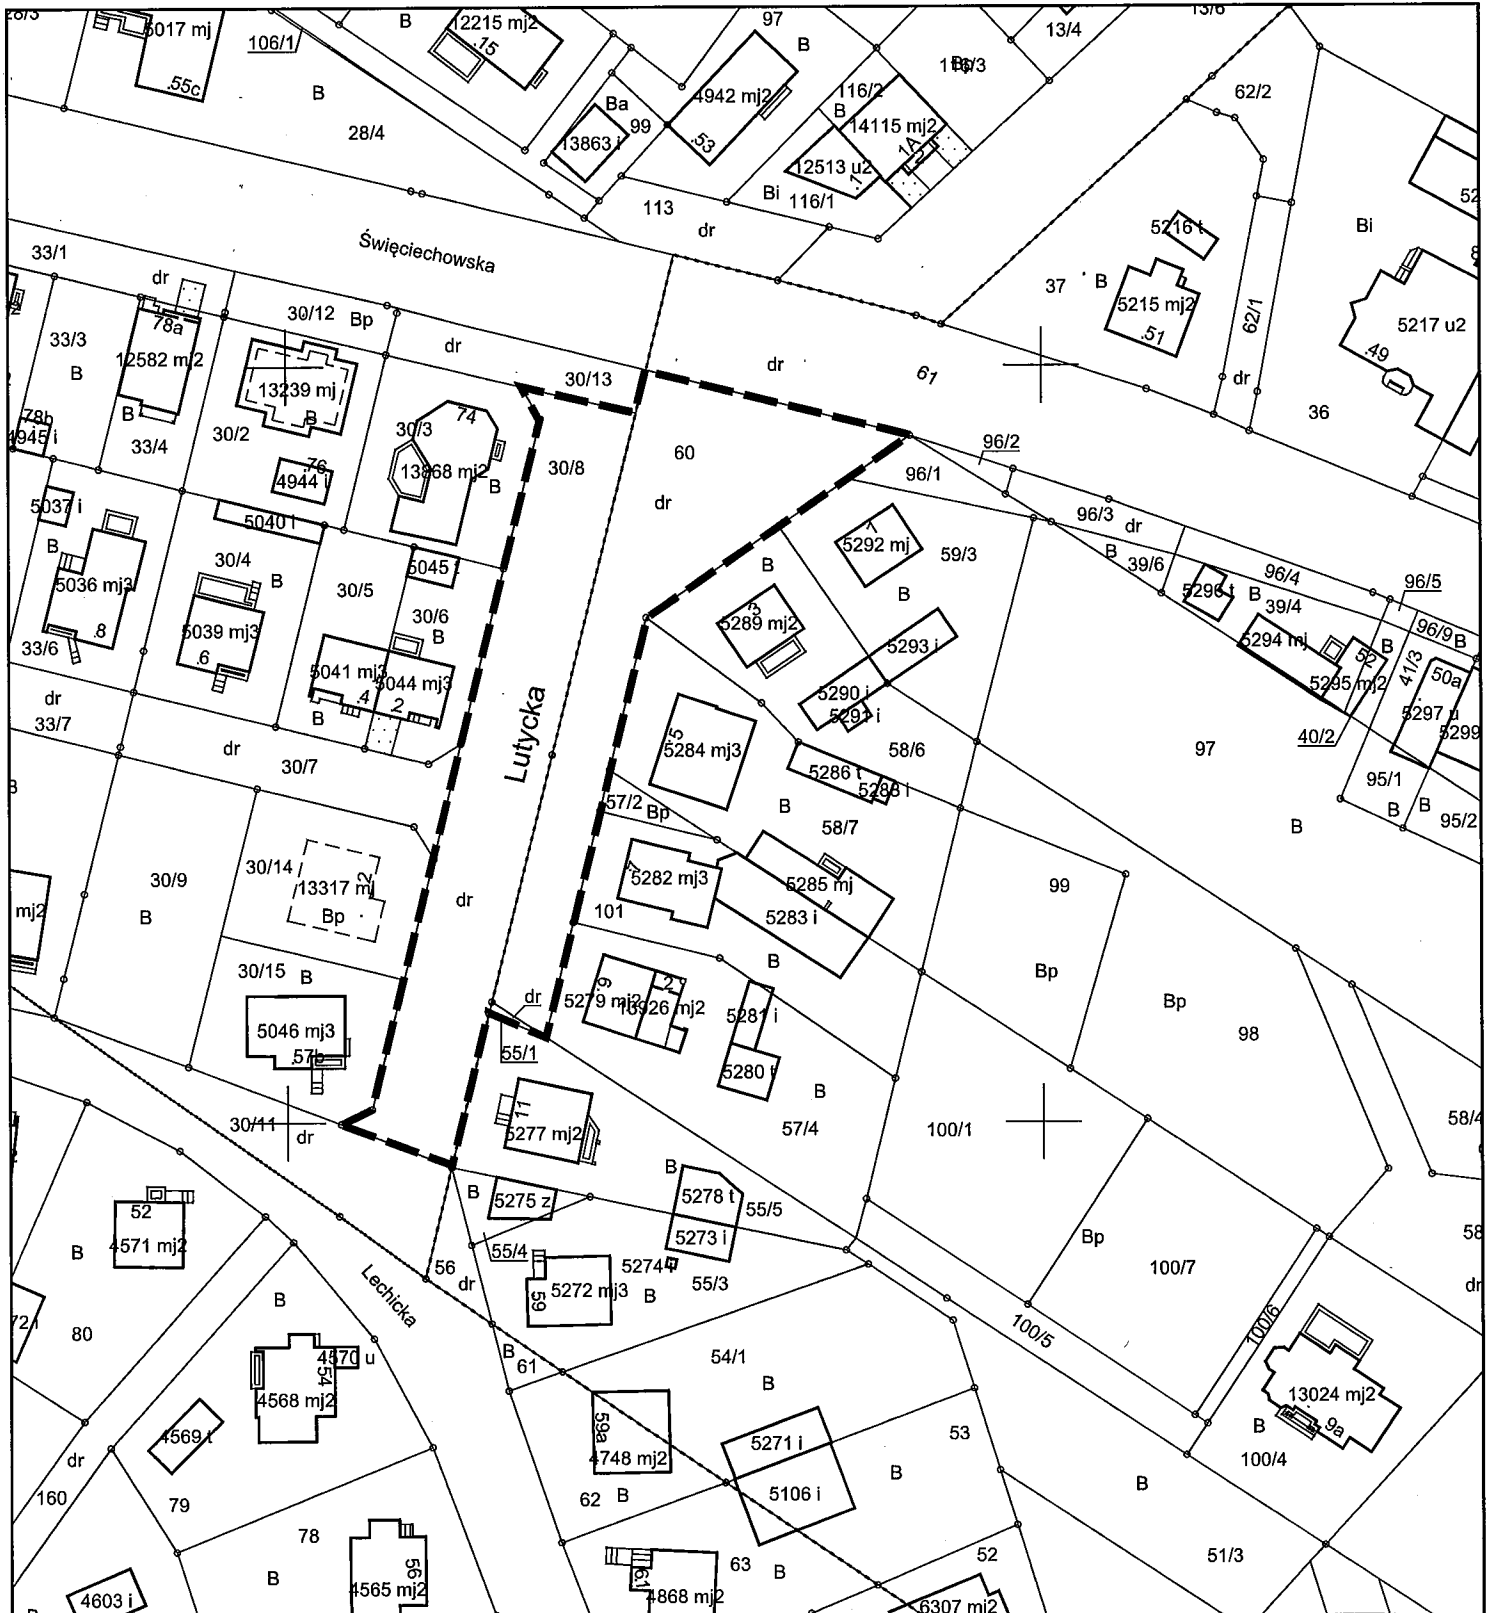 28/3
5017 mj
.55c
106/1
B
12215 mj2
.15
97
B
13/4
13/6
B
28/4
Ba
99
13863 i
4942 mj2
.53
116/3
116/2
B
14115 mj2
1A
12513 u2
.1
Bi
116/1
113
dr
62/2
5216 t
37
B
5215 mj2
.51
62/1
dr
Bi
5217 u2
.49
36
Święciechowska
33/1
dr
30/12
Bp
dr
30/13
dr
61
33/3
B
78a
12582 mj2
B
33/4
78b
4945 i
13239 mj
B
30/2
.76
4944 i
74
30/3
13868 mj2
B
30/8
60
dr
96/2
96/1
96/3
dr
5037 i
B
5036 mj3
.8
33/6
5040 i
30/4
B
5039 mj3
.6
30/5
5045
30/6
B
5041 mj3
.4
5044 mj3
2
B
5292 mj
59/3
B
B
5289 mj2
3
5293 i
5290 i
5291 i
B
39/6
96/4
96/5
5296 t
B
39/4
5294 mj
52
5295 mj2
B
96/9
B
41/3
50a
5297 u
5299
40/2
95/1
B
B
95/2
dr
33/7
dr
30/7
Lutycka
.5
5284 mj3
5286 t
5288 i
58/6
97
B
57/2
Bp
B
58/7
30/9
B
30/14
13317 mj
2
Bp
dr
7
5282 mj3
5285 mj
5283 i
101
99
mj2
30/15
B
5046 mj3
.57b
dr
55/1
5279 mj2
.9
13926 mj2
B
5281 i
5280 t
B
57/4
Bp
Bp
98
30/11
dr
11
5277 mj2
100/1
58/4
B
5275 z
B
5278 t
5273 i
55/5
55/4
56
dr
5274
55/3
5272 mj3
59
B
Bp
100/7
52
4571 mj2
B
Lechicka
B
80
4570 u
54
4568 mj2
4569 t
B
61
54/1
B
100/5
100/6
13024 mj2
9a
B
100/4
59a
4748 mj2
5271 i
5106 i
53
B
B
dr
160
79
62
B
78
B
56
4565 mj2
4603 i
61
4868 mj2
63
B
52
6307 mj2
51/3